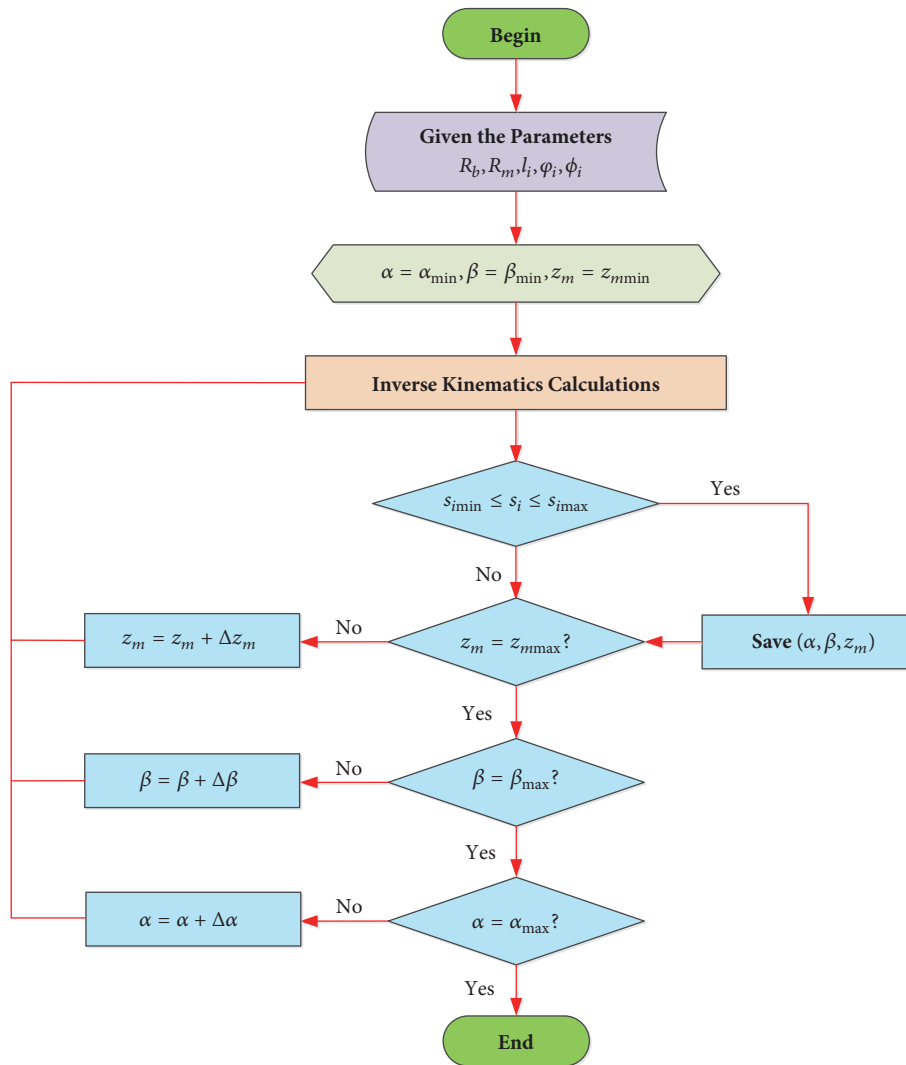 Begin
Given the Parameters
R_b, R_m, l_i, φ_i, ϕ_i
α = α_min, β = β_min, z_m = z_mmin
Inverse Kinematics Calculations
s_imin ≤ s_i ≤ s_imax
Yes
No
z_m = z_m + Δz_m
No
z_m = z_mmax?
Save (α, β, z_m)
Yes
β = β + Δβ
No
β = β_max?
Yes
α = α + Δα
No
α = α_max?
Yes
End